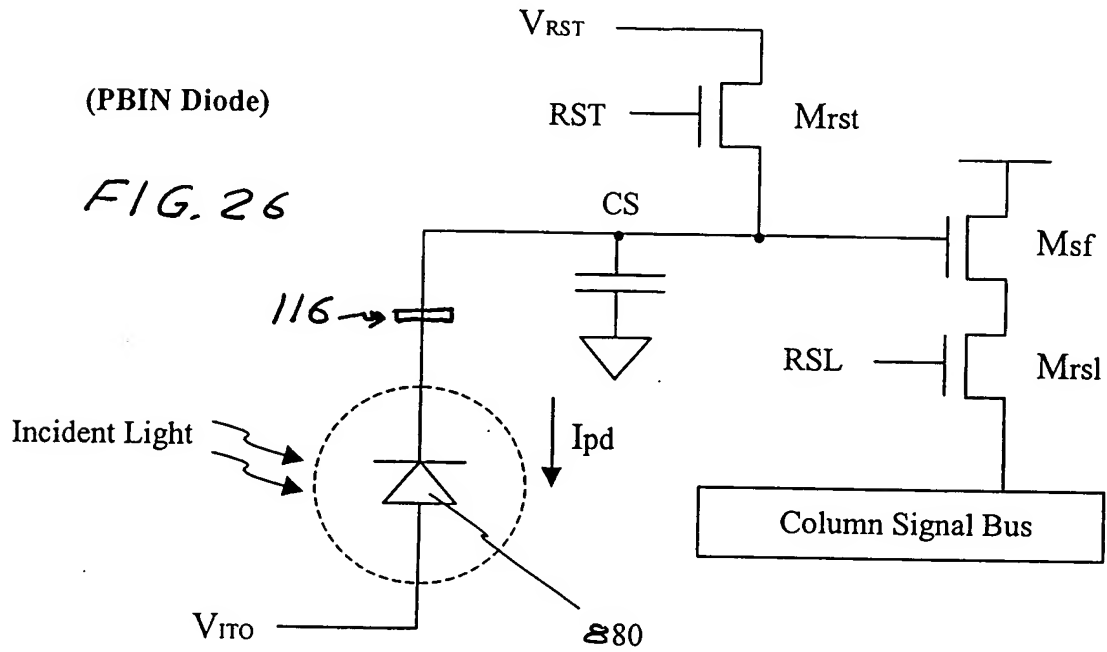 VRST
(PBIN Diode)
RST
Mrst
FIG. 26
CS
Msf
116
RSL
Mrsl
Incident Light
Ipd
Column Signal Bus
VITO
880